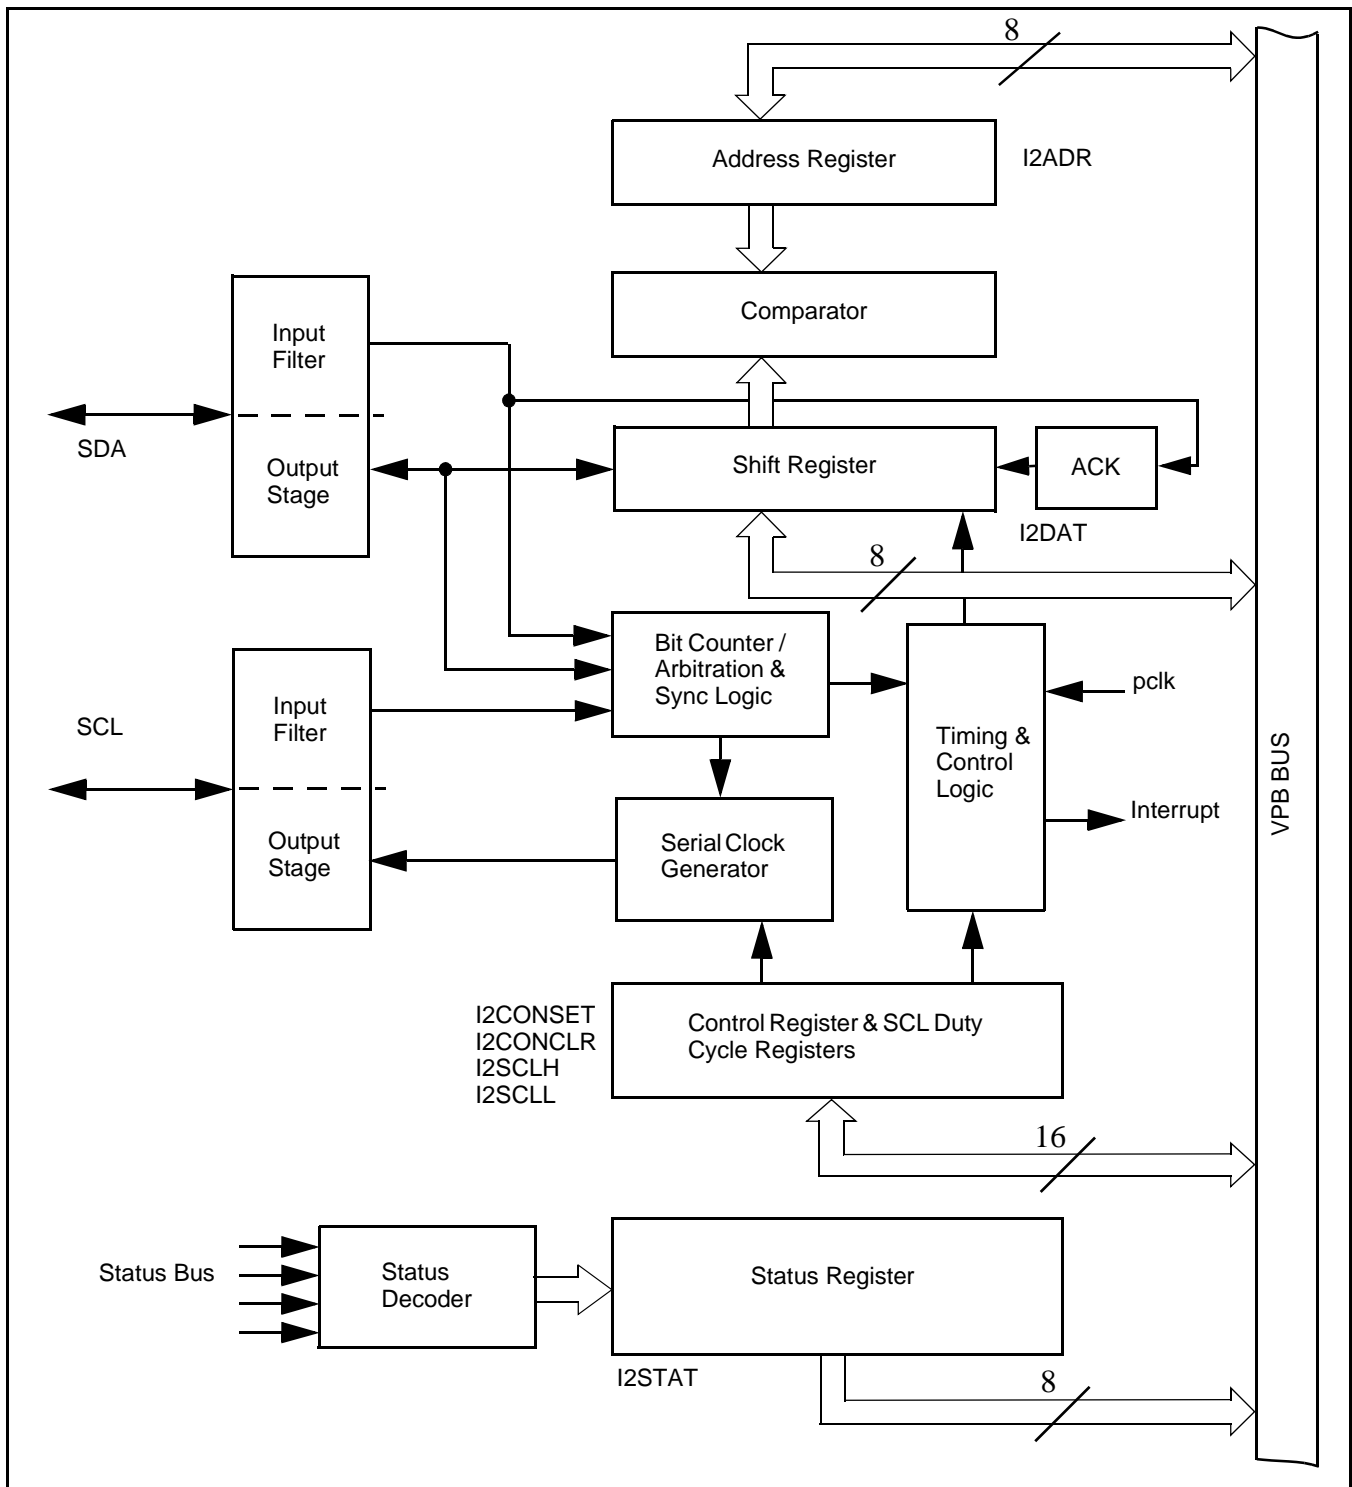 8
Address Register
I2ADR
Comparator
Input
Filter
SDA
Output
Stage
Shift Register
ACK
I2DAT
8
Bit Counter /
Arbitration &
Sync Logic
pclk
SCL
Input
Filter
Timing &
Control
Logic
VPB BUS
Interrupt
Output
Stage
Serial Clock
Generator
I2CONSET
I2CONCLR
I2SCLH
I2SCLL
Control Register & SCL Duty
Cycle Registers
16
Status Bus
Status
Decoder
Status Register
I2STAT
8